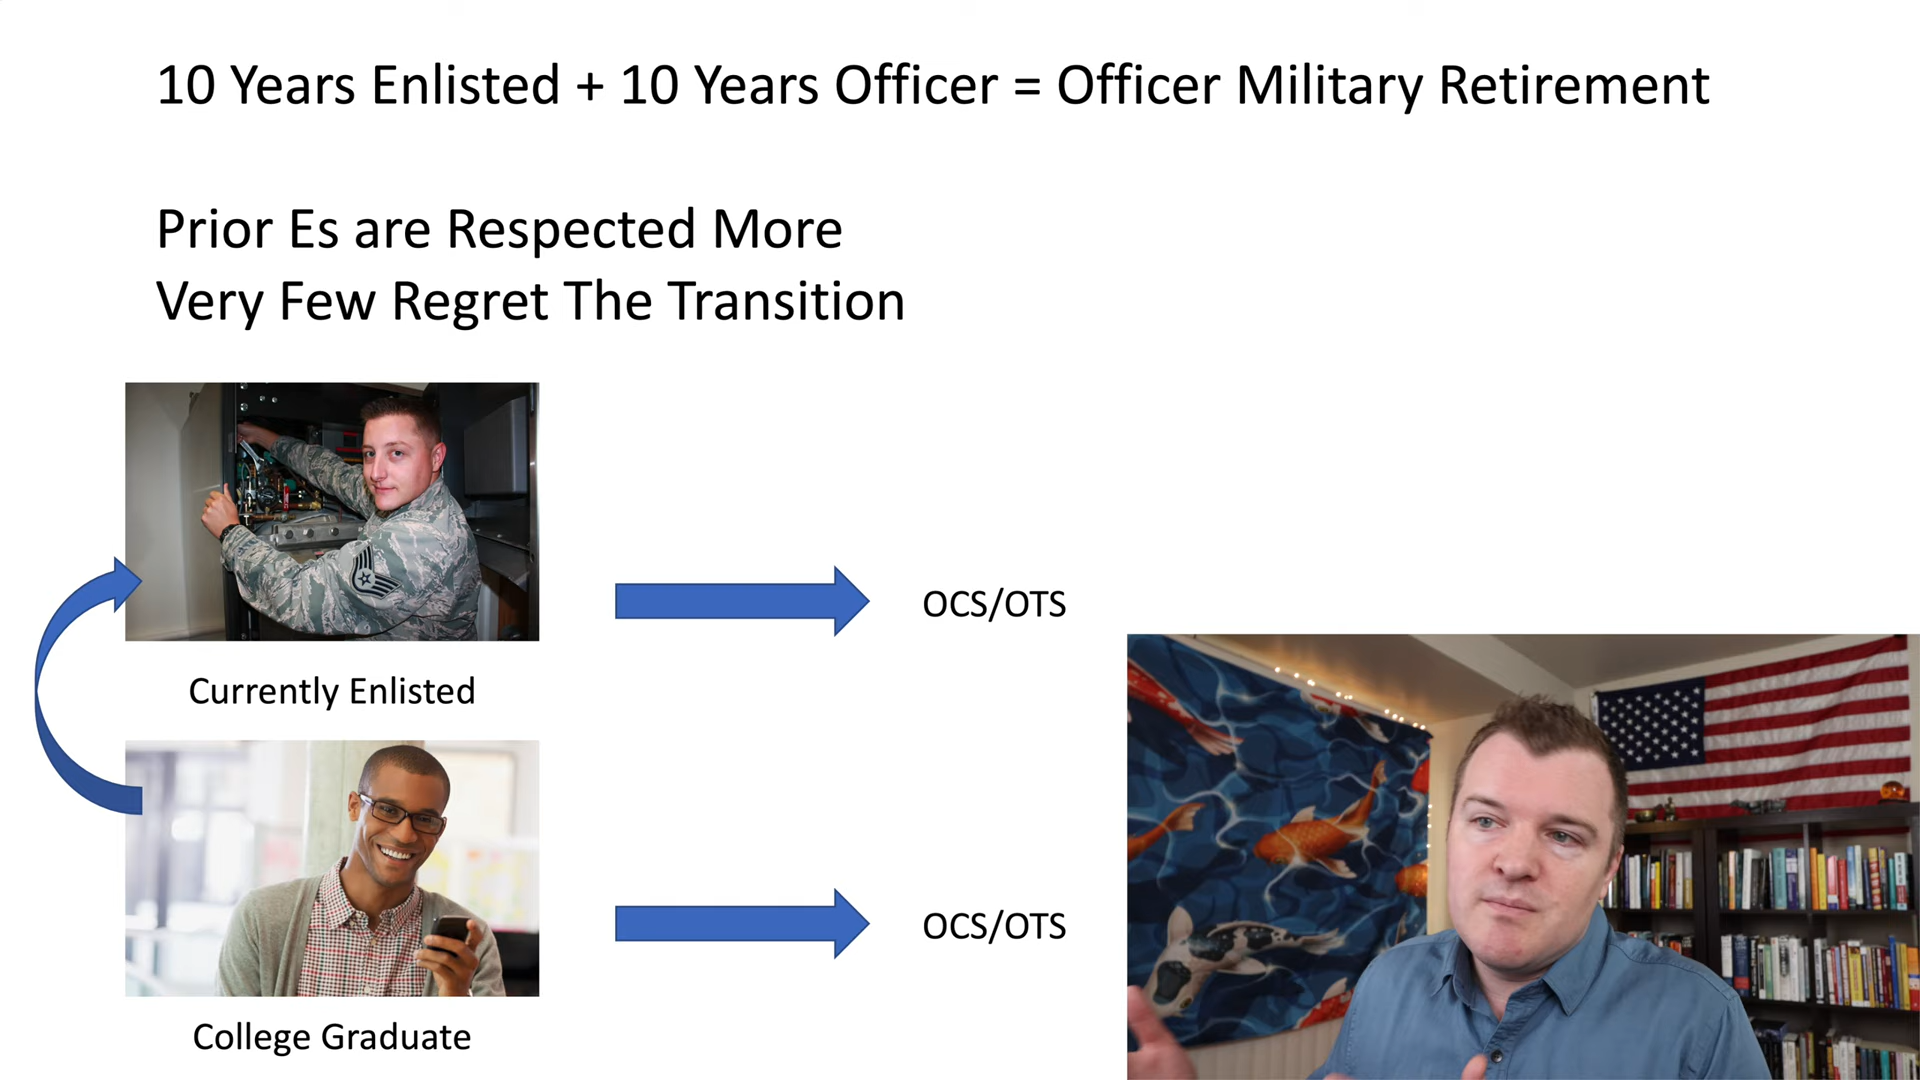 10 Years Enlisted + 10 Years Officer = Officer Military Retirement
Prior Es are Respected More
Very Few Regret The Transition
OCS/OTS
Currently Enlisted
OCS/OTS
College Graduate